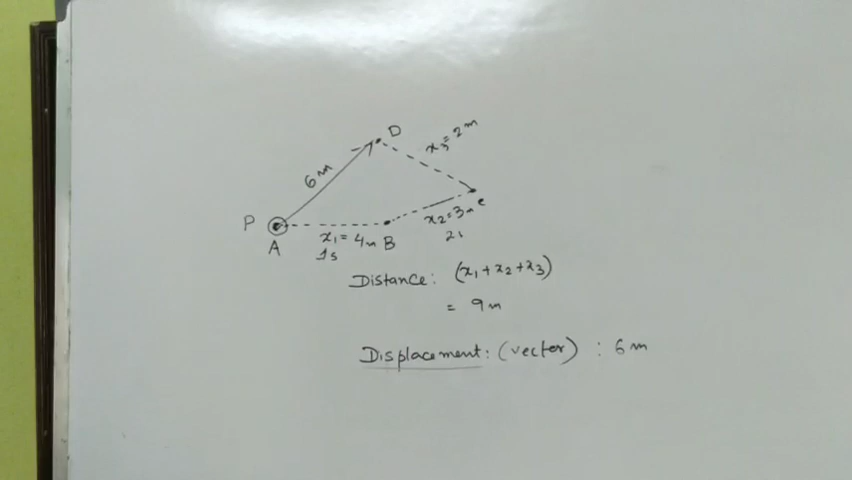 D
x3 = 2m
6m
P
A
x1 = 4m B
1s
x2 = 3m c
2s
Distance: (x1 + x2 + x3)
= 9m
Displacement: (vector) : 6m